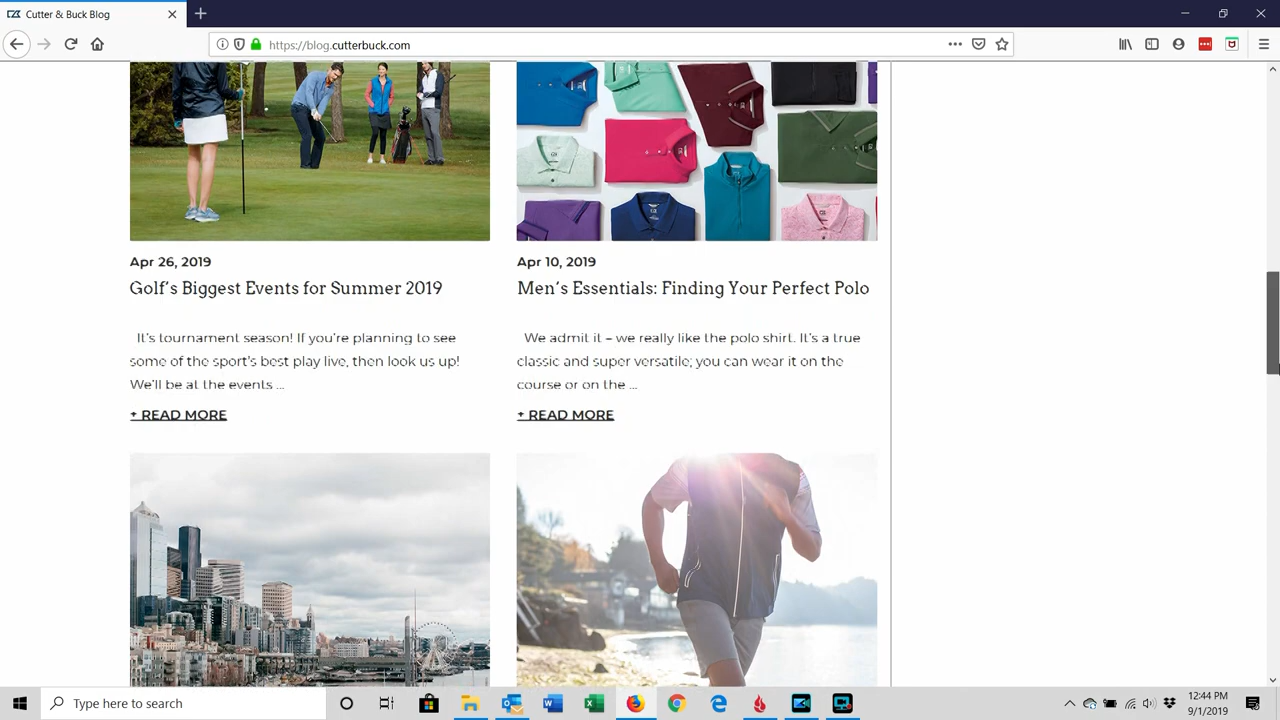 Cutter & Buck Blog
https://blog.cutterbuck.com
Apr 26, 2019
Golf's Biggest Events for Summer 2019
It's tournament season! If you're planning to see
some of the sport's best play live, then look us up!
We'll be at the events ...
+ READ MORE
Apr 10, 2019
Men's Essentials: Finding Your Perfect Polo
We admit it – we really like the polo shirt. It's a true
classic and super versatile; you can wear it on the
course or on the ...
+ READ MORE
Type here to search
12:44 PM
9/1/2019